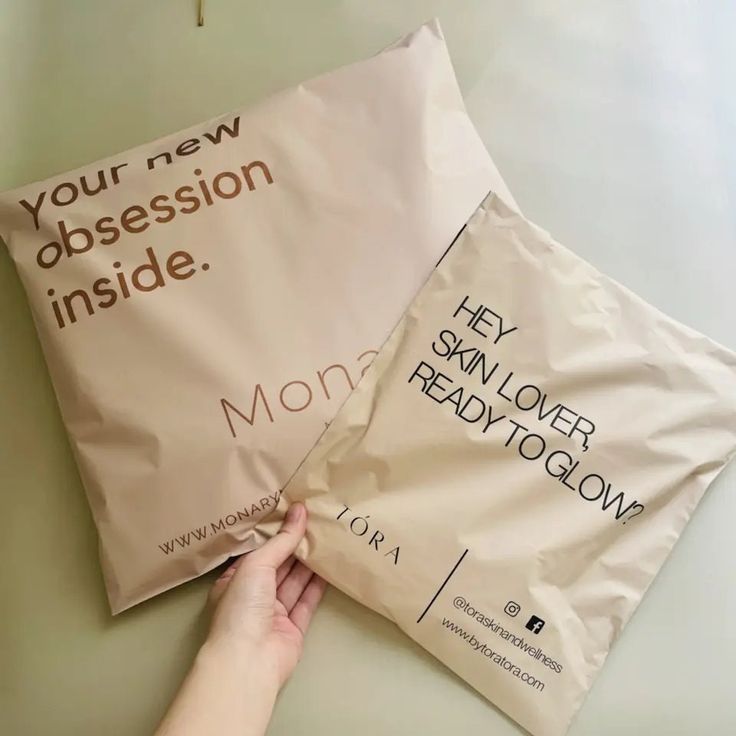 Your new
obsession
inside.
Mona
WWW.MONARY
HEY
SKIN LOVER,
READY TO GLOW?
TÓRA
@toraskinandwellness
www.bytoratora.com